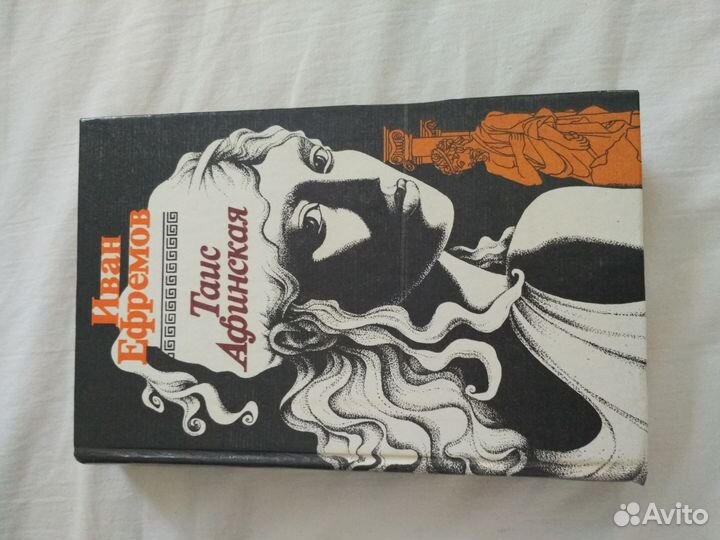 Иван
Ефремов
Таис
Афинская
Avito